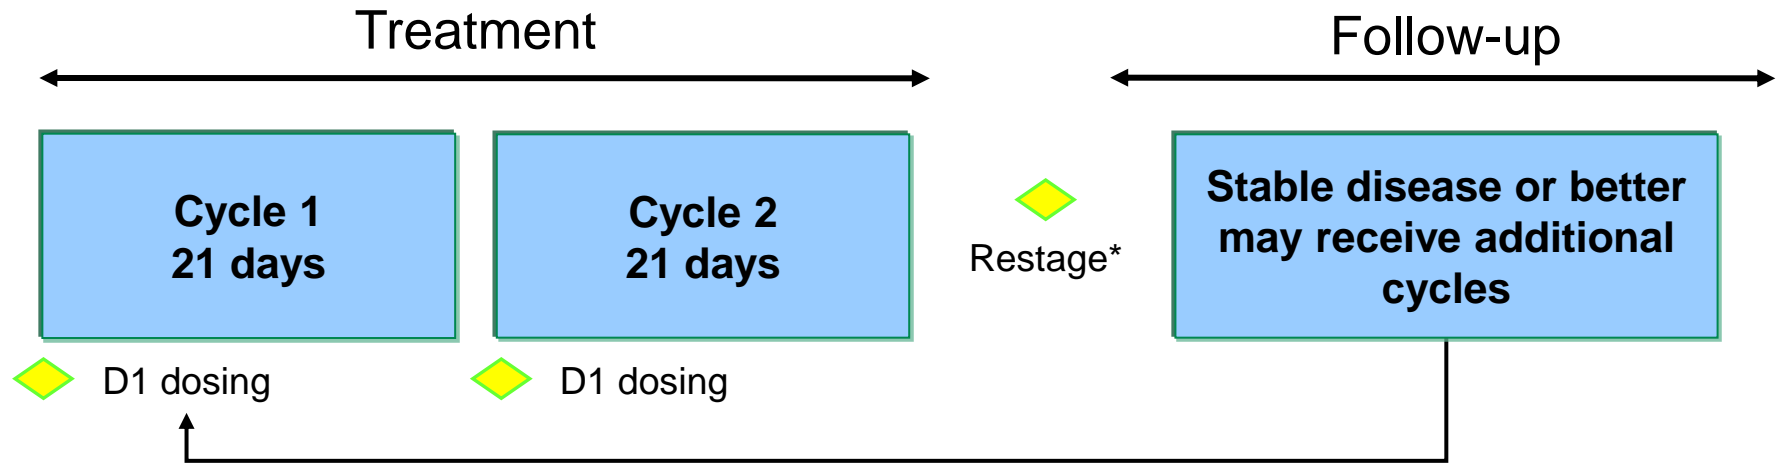 Treatment
Follow-up
Cycle 1
21 days
Cycle 2
21 days
Restage*
Stable disease or better
may receive additional
cycles
D1 dosing
D1 dosing